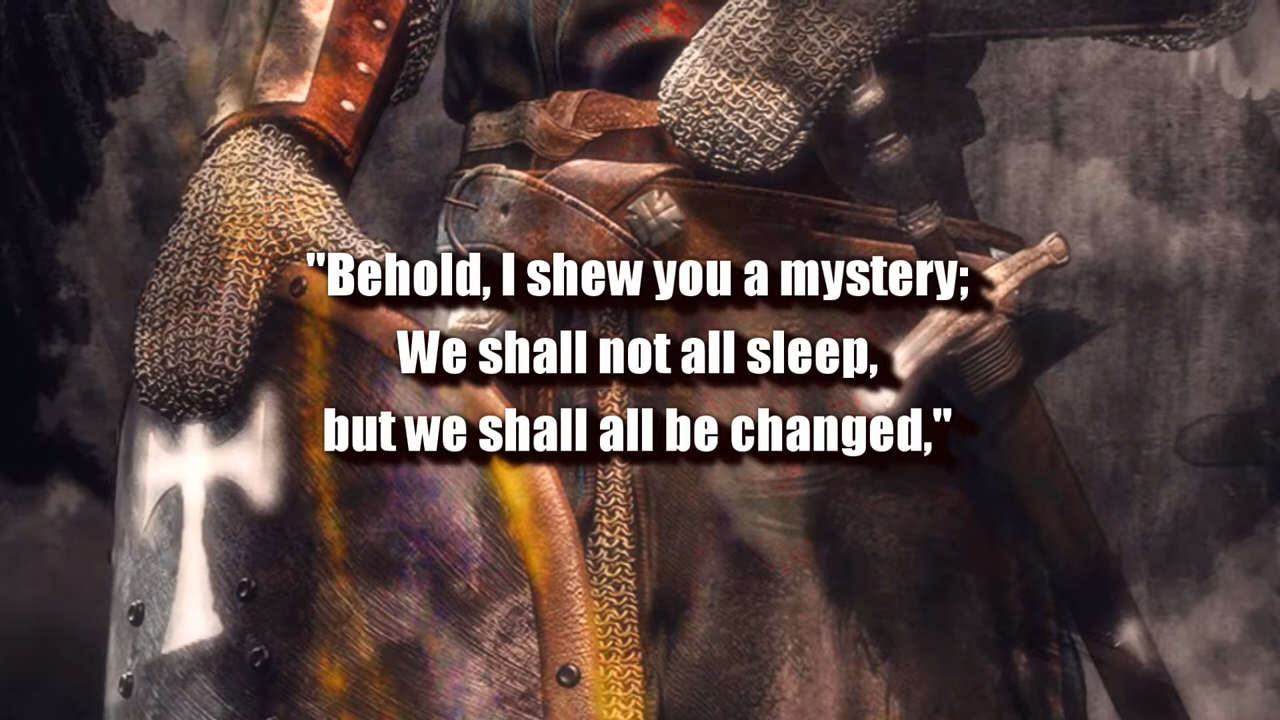 "Behold, I shew you a mystery;
We shall not all sleep,
but we shall all be changed,"